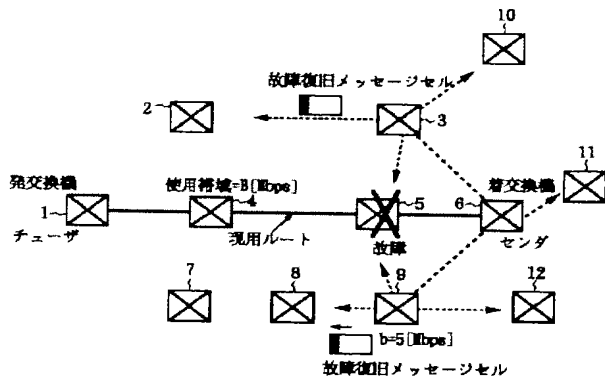 10
故障復旧メッセージセル
2
3
11
発交換機
使用帯域=B[Mbps]
着交換機
1
4
5
6
チューザ
現用ルート
故障
センダ
7
8
9
12
b=5[Mbps]
故障復旧メッセージセル